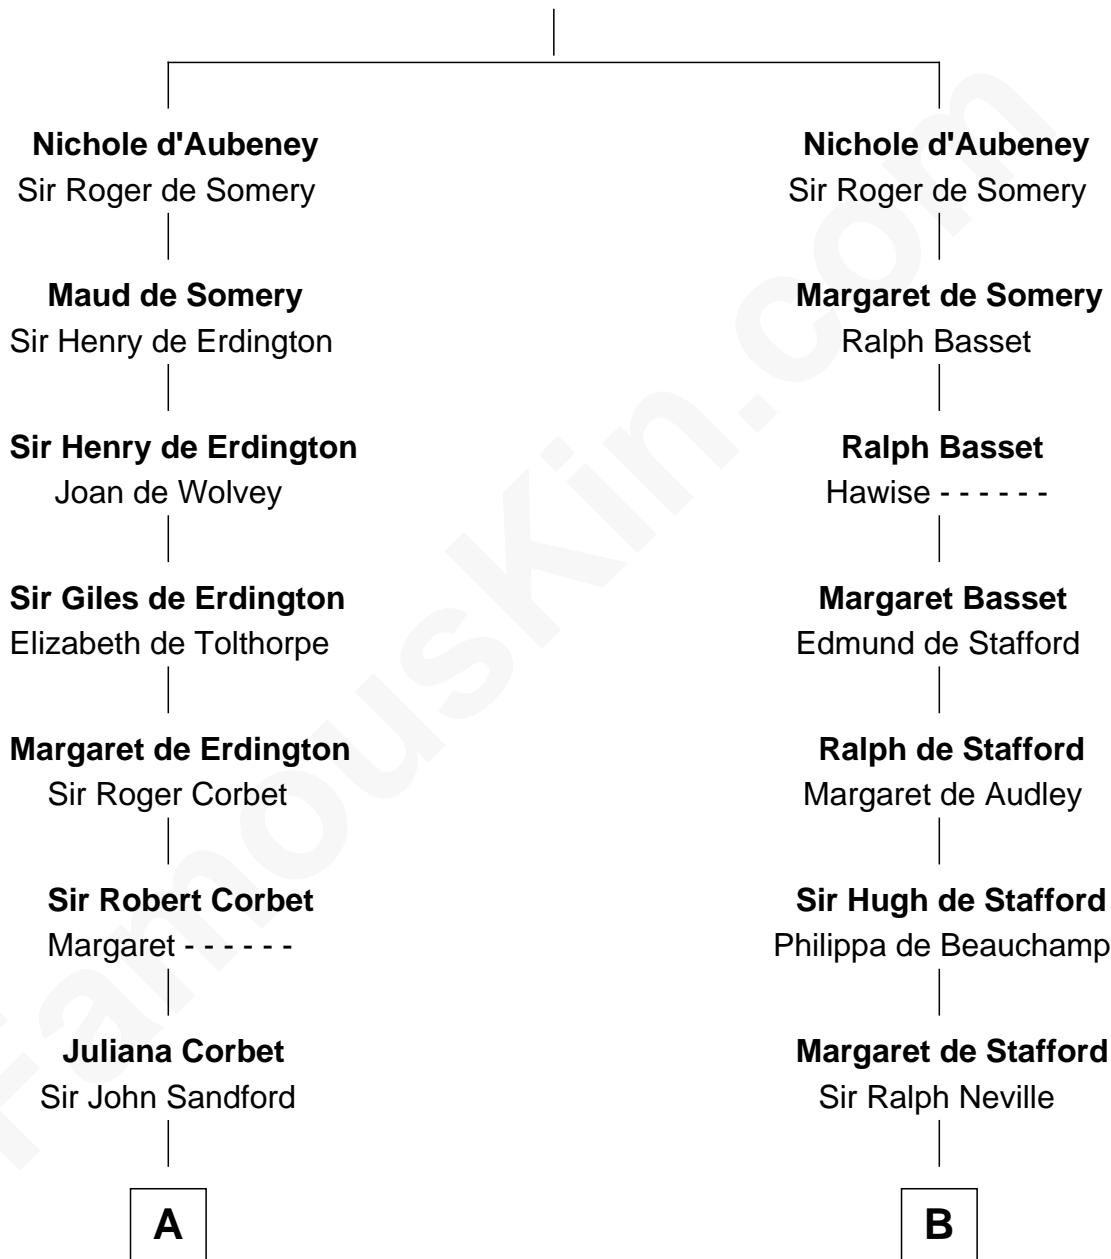 Nichole d'Aubeney
Sir Roger de Somery
Maud de Somery
Sir Henry de Erdington
Sir Henry de Erdington
Joan de Wolvey
Sir Giles de Erdington
Elizabeth de Tolthorpe
Margaret de Erdington
Sir Roger Corbet
Sir Robert Corbet
Margaret - - - - - -
Juliana Corbet
Sir John Sandford
A
Nichole d'Aubeney
Sir Roger de Somery
Margaret de Somery
Ralph Basset
Ralph Basset
Hawise - - - - - -
Margaret Basset
Edmund de Stafford
Ralph de Stafford
Margaret de Audley
Sir Hugh de Stafford
Philippa de Beauchamp
Margaret de Stafford
Sir Ralph Neville
B
FamousKin.com